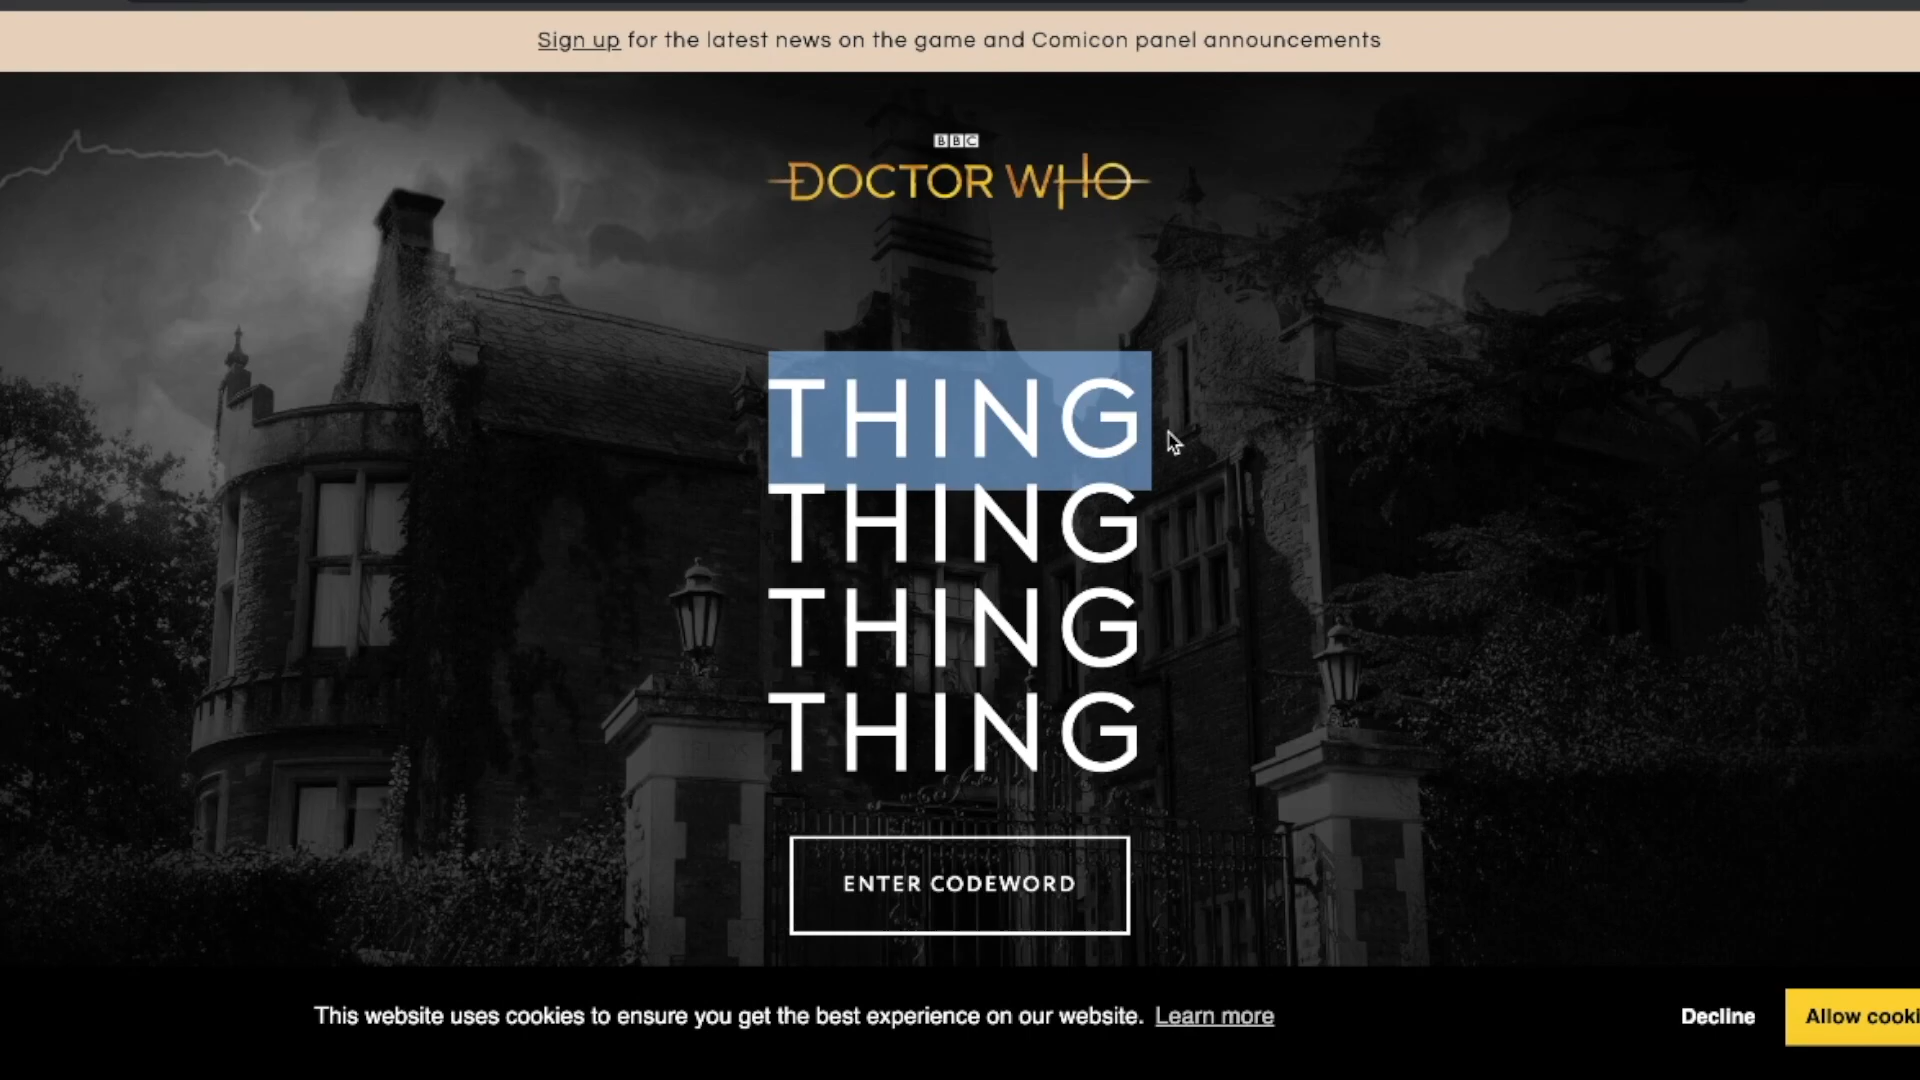 Sign up for the latest news on the game and Comicon panel announcements
BBC
DOCTOR WHO
THING
THING
THING
THING
ENTER CODEWORD
This website uses cookies to ensure you get the best experience on our website. Learn more
Decline
Allow cooki